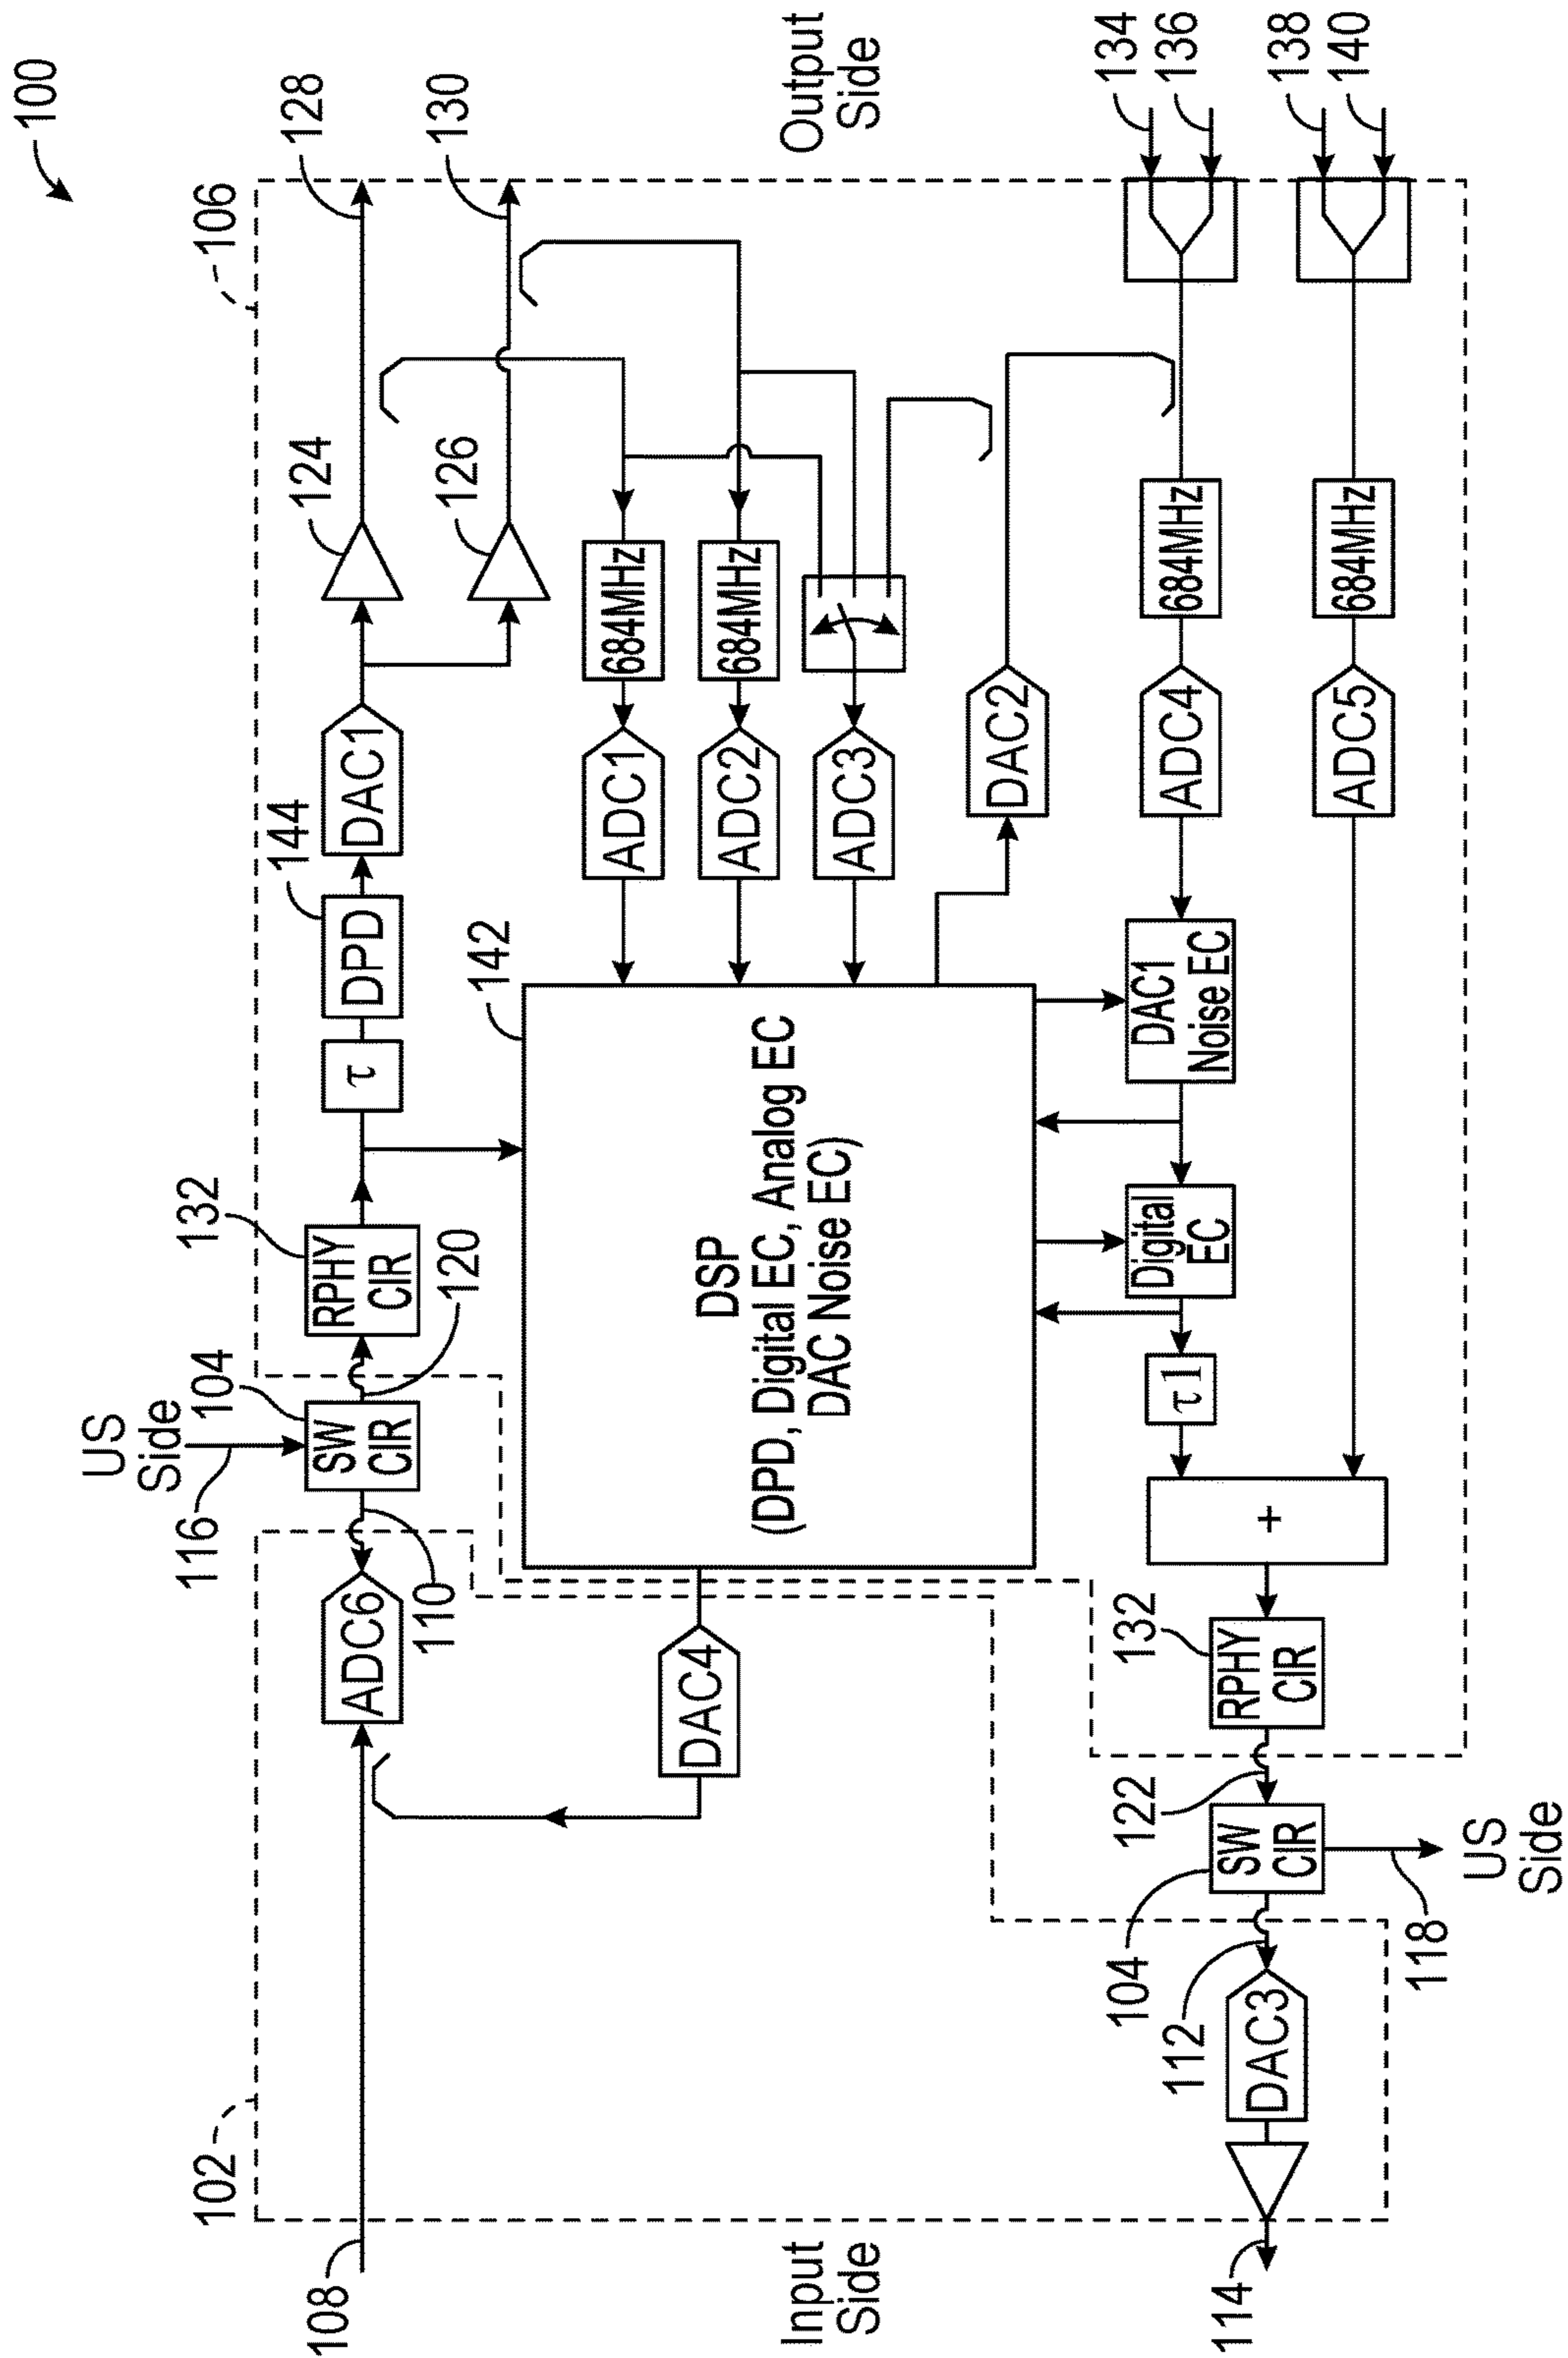 100
106
128
130
Output
Side
134
136
138
140
124
126
144
DAC1
DPD
τ
142
132
RPHY
CIR
120
104
SW
CIR
US
Side
116
110
ADC6
102
108
Input
Side
684MHz
684MHz
ADC1
ADC2
ADC3
DAC2
684MHz
684MHz
ADC4
ADC5
DAC1
Noise EC
Digital
EC
τ1
+
DSP
(DPD, Digital EC, Analog EC
DAC Noise EC)
DAC4
132
RPHY
CIR
122
SW
CIR
104
118
US
Side
112
DAC3
114